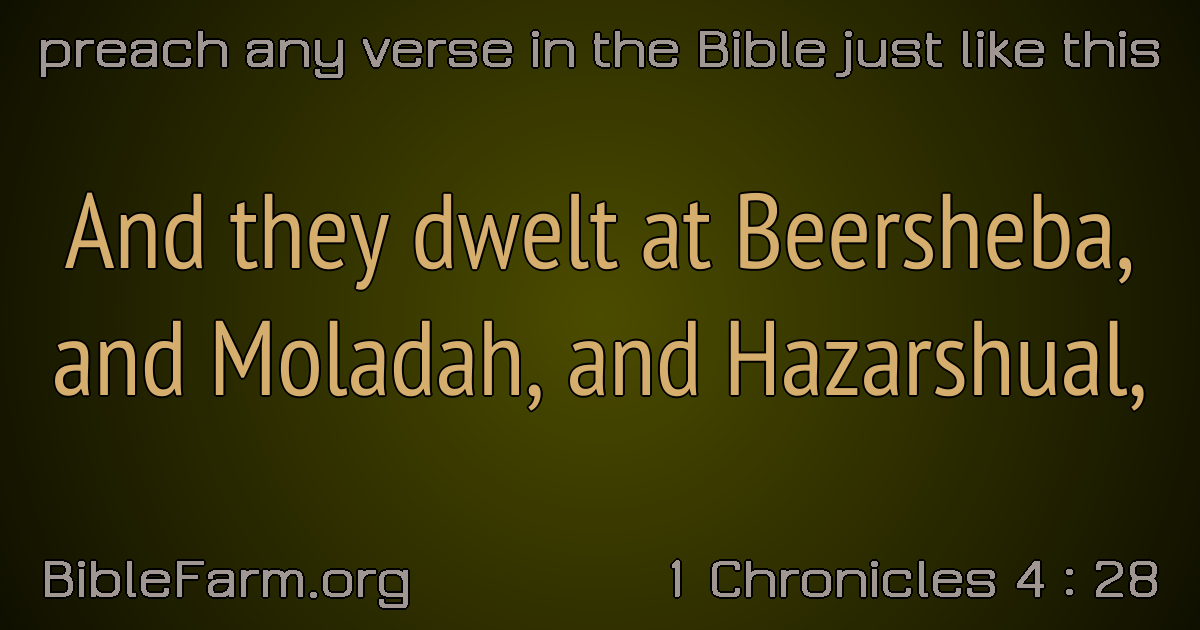 preach any verse in the Bible just like this
And they dwelt at Beersheba,
and Moladah, and Hazarshual,
BibleFarm.org
1 Chronicles 4 : 28